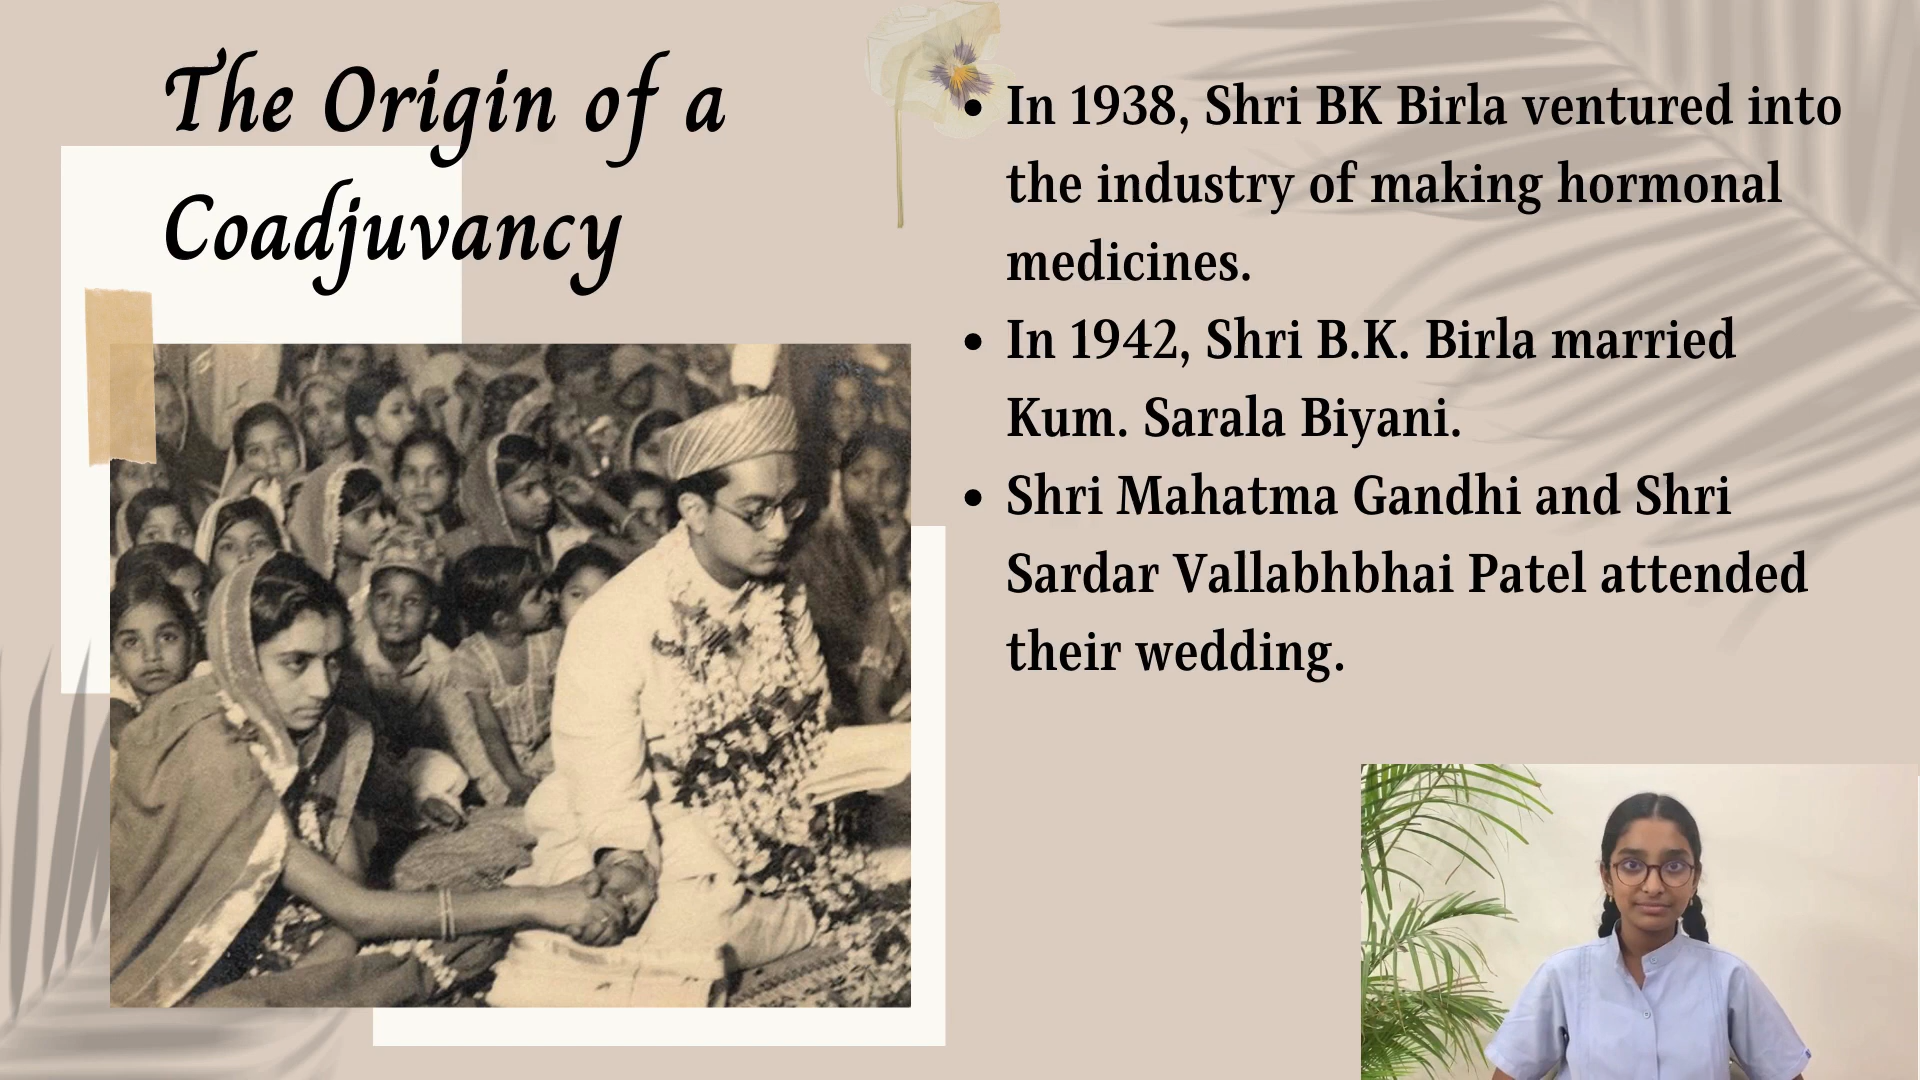 The Origin of a
Coadjuvancy
• In 1938, Shri BK Birla ventured into
the industry of making hormonal
medicines.
• In 1942, Shri B.K. Birla married
Kum. Sarala Biyani.
• Shri Mahatma Gandhi and Shri
Sardar Vallabhbhai Patel attended
their wedding.